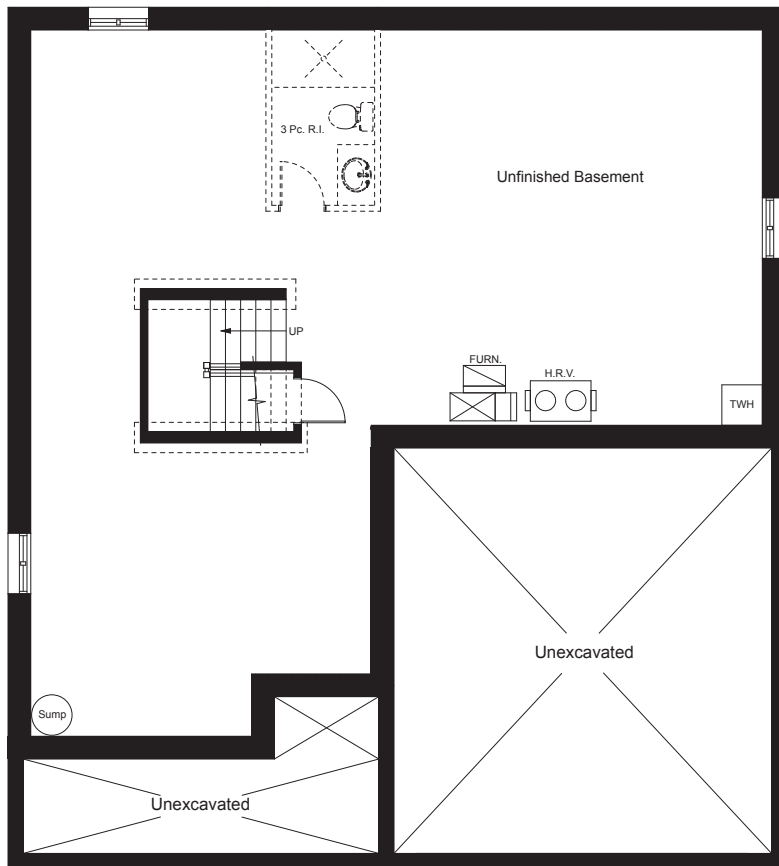 3 Pc. R.I.
Unfinished Basement
UP
FURN.
H.R.V.
TWH
Unexcavated
Sump
Unexcavated